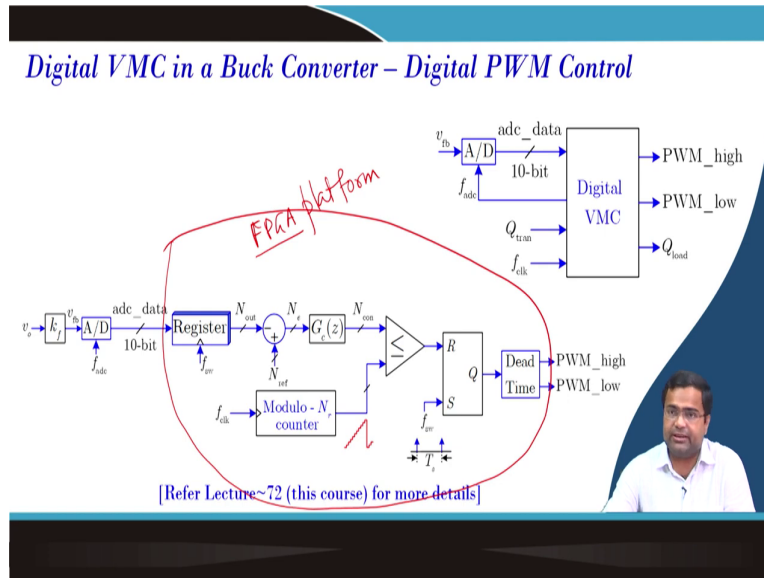 Digital VMC in a Buck Converter – Digital PWM Control
v_fb
A/D
adc_data
10-bit
f_adc
Q_tran
f_clk
Digital
VMC
PWM_high
PWM_low
Q_load
FPGA platform
v_o
k_f
v_fb
A/D
f_adc
adc_data
10-bit
Register
f_sw
N_out
-
+
N_ref
N_e
G_c(z)
N_con
≤
f_clk
Modulo - N_r
counter
R
S
Q
f_sw
T_s
Dead
Time
PWM_high
PWM_low
[Refer Lecture~72 (this course) for more details]